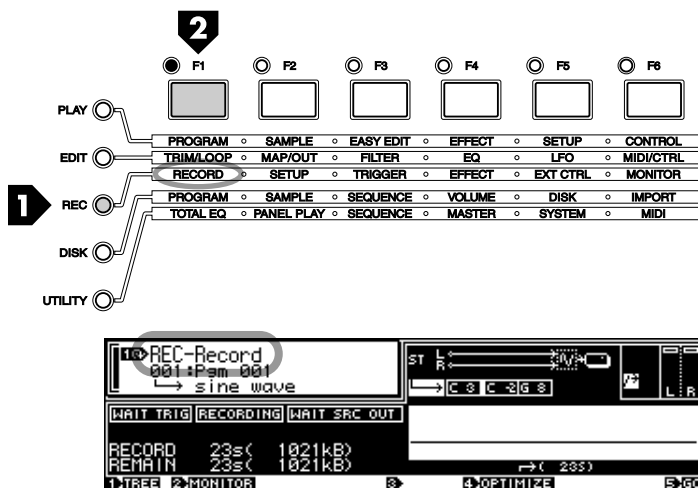 2
F1 F2 F3 F4 F5 F6
PLAY
PROGRAM SAMPLE EASY EDIT EFFECT SETUP CONTROL
EDIT
TRIM/LOOP MAP/OUT FILTER EQ LFO MIDI/CTRL
RECORD SETUP TRIGGER EFFECT EXT CTRL MONITOR
1
REC
PROGRAM SAMPLE SEQUENCE VOLUME DISK IMPORT
TOTAL EQ PANEL PLAY SEQUENCE MASTER SYSTEM MIDI
DISK
UTILITY
REC-Record
001:Pgm 001
sine wave
ST L R
C 3 C -2 G 8
L R
WAIT TRIG RECORDING WAIT SRC OUT
RECORD 23s( 1021kB)
REMAIN 23s( 1021kB)
( 23S)
1 TREE 2 MONITOR 3 4 OPTIMIZE 5 GO